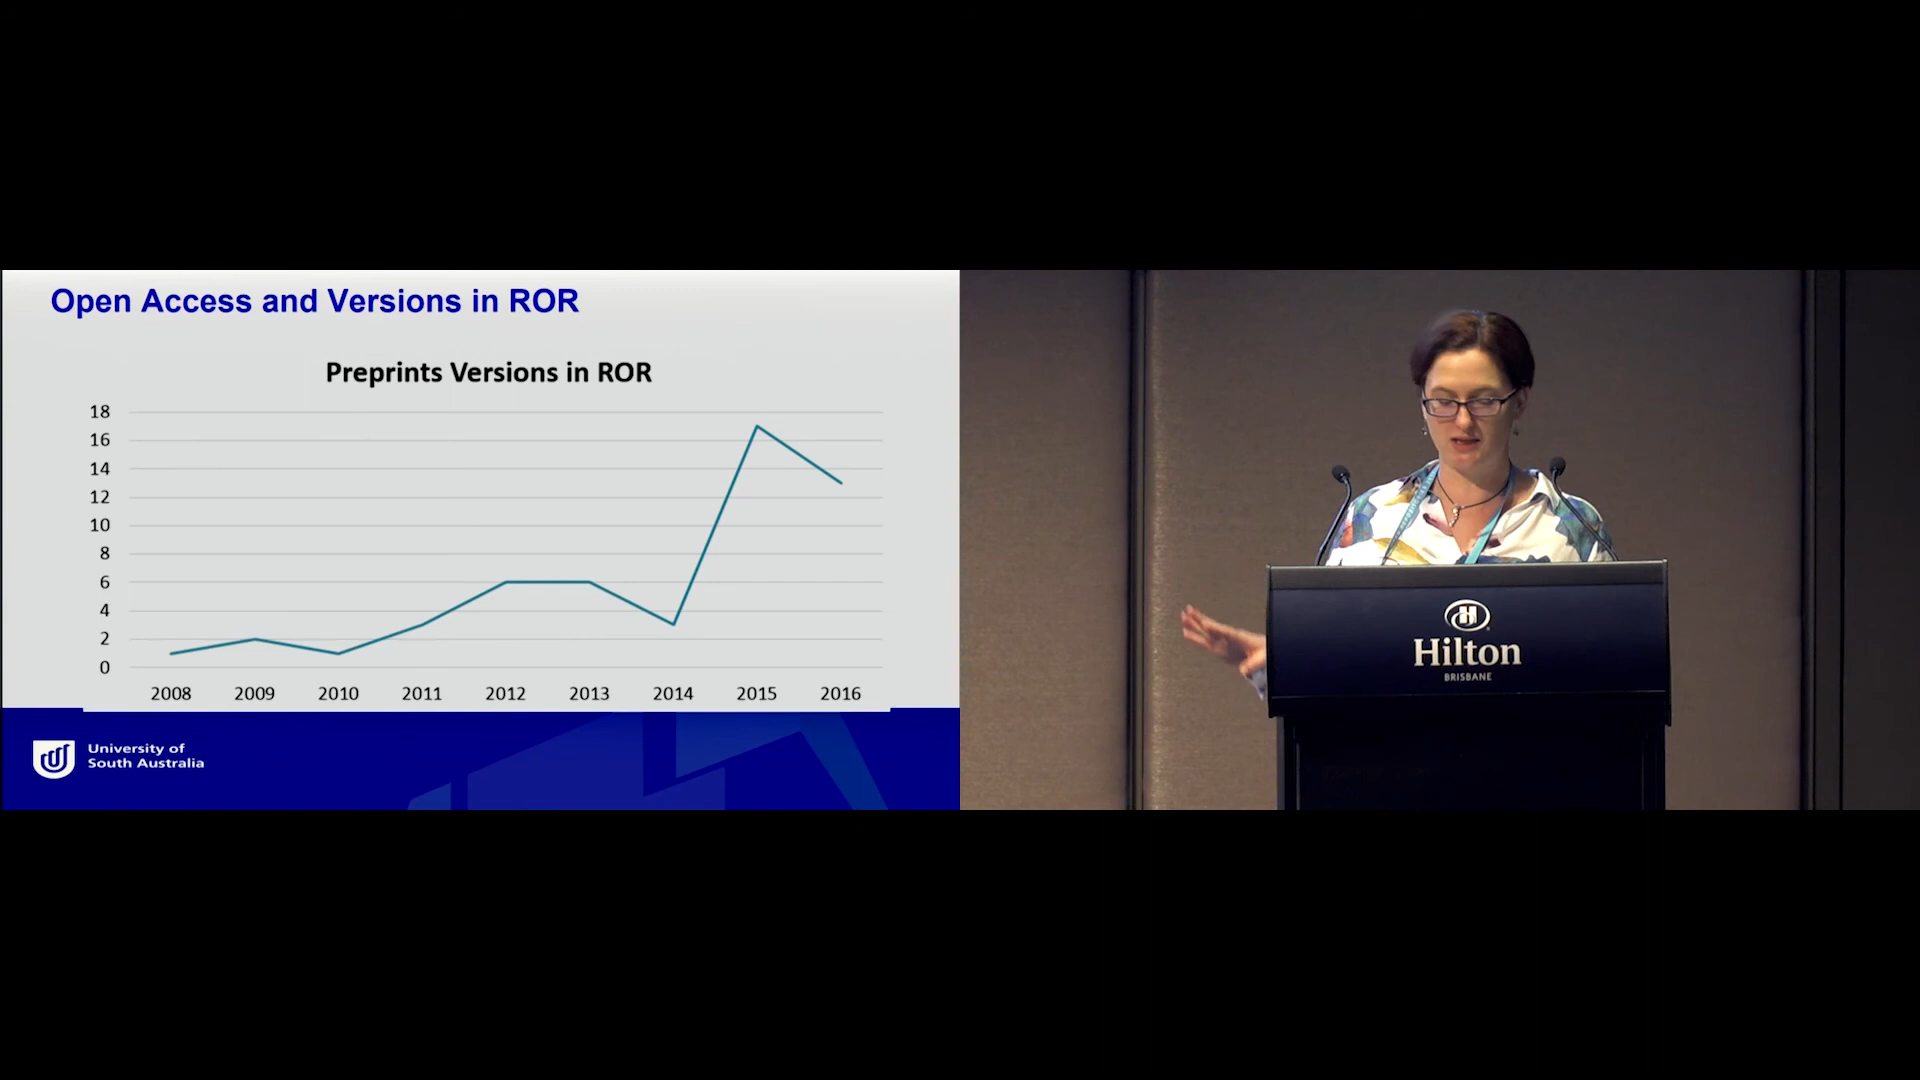 Open Access and Versions in ROR
Preprints Versions in ROR
18
16
14
12
10
8
6
4
2
0
2008 2009 2010 2011 2012 2013 2014 2015 2016
University of
South Australia
Hilton
BRISBANE